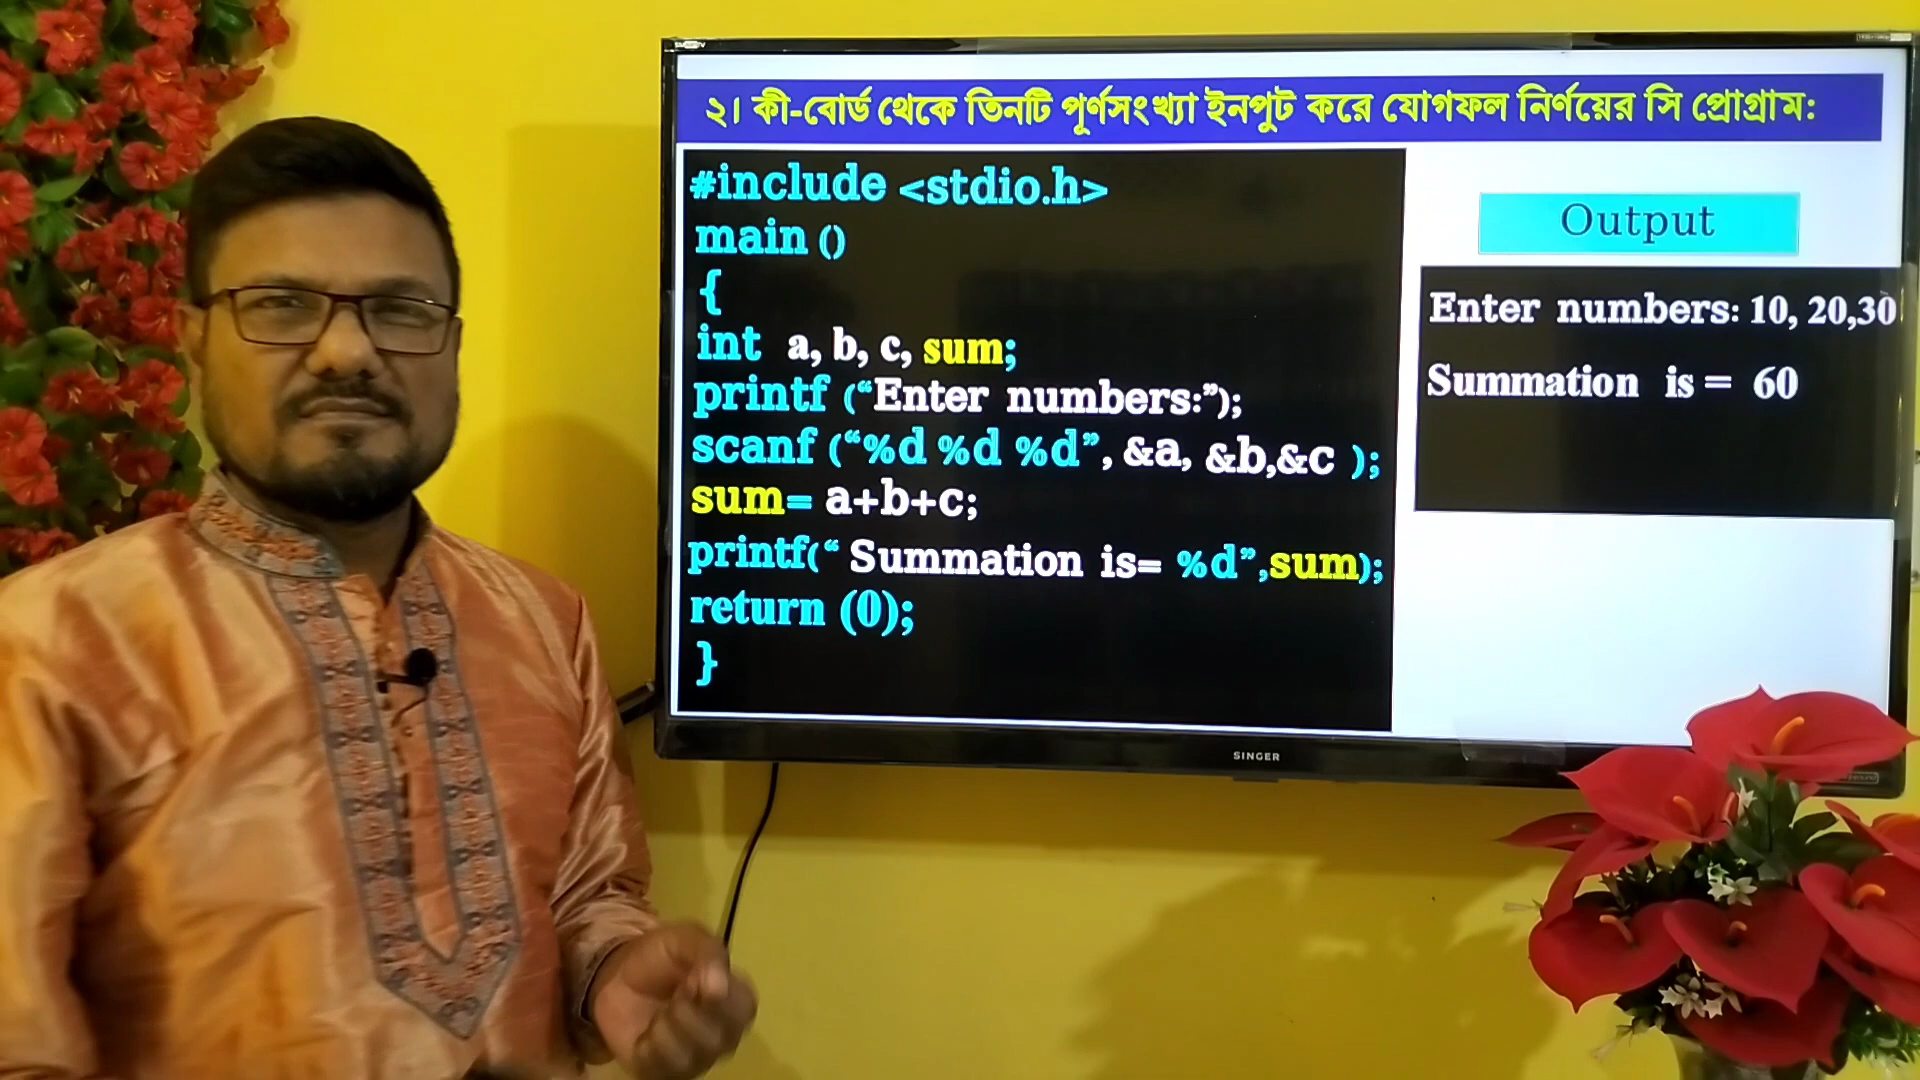 ২। কী-বোর্ড থেকে তিনটি পূর্ণসংখ্যা ইনপুট করে যোগফল নির্ণয়ের সি প্রোগ্রাম:
#include <stdio.h>
main ()
{
int a, b, c, sum;
printf (“Enter numbers:”);
scanf (“%d %d %d”, &a, &b,&c );
sum= a+b+c;
printf(“ Summation is= %d”,sum);
return (0);
}
Output
Enter numbers: 10, 20,30
Summation is = 60
SINGER